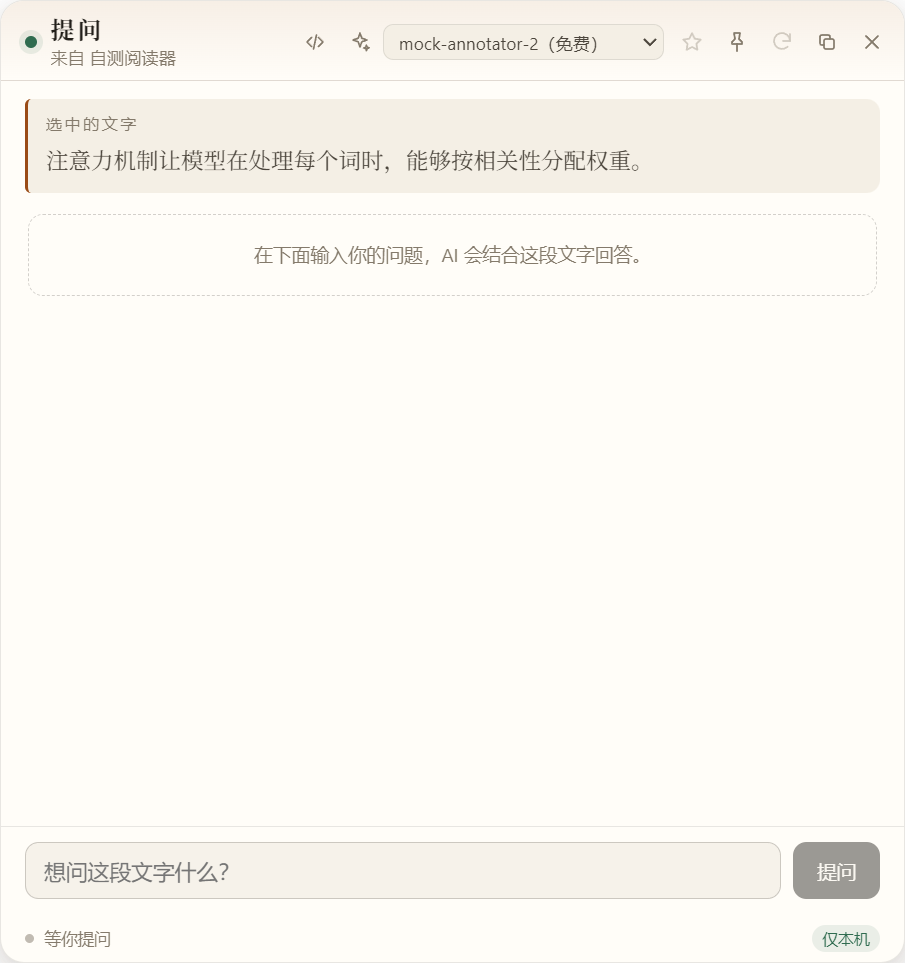 提问
来自 自测阅读器
mock-annotator-2（免费）
选中的文字
注意力机制让模型在处理每个词时，能够按相关性分配权重。
在下面输入你的问题，AI 会结合这段文字回答。
想问这段文字什么？
提问
等你提问
仅本机